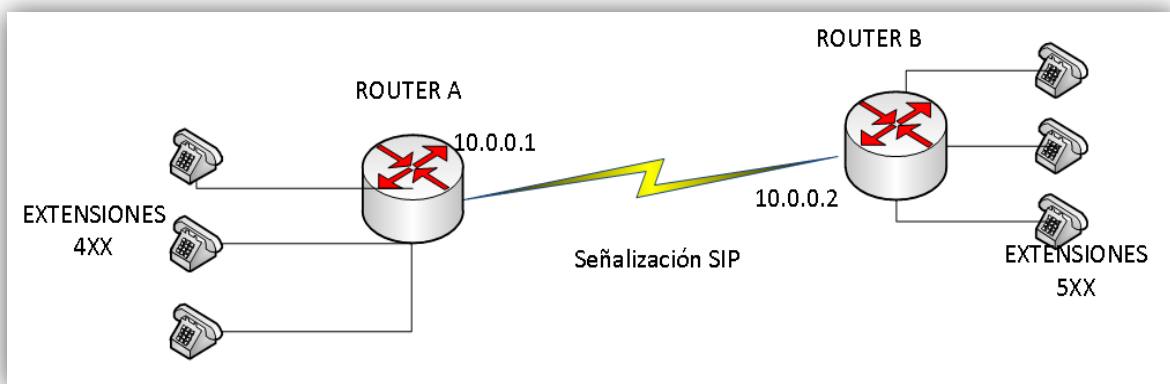 ROUTER B
ROUTER A
10.0.0.1
10.0.0.2
EXTENSIONES
4XX
Señalización SIP
EXTENSIONES
5XX